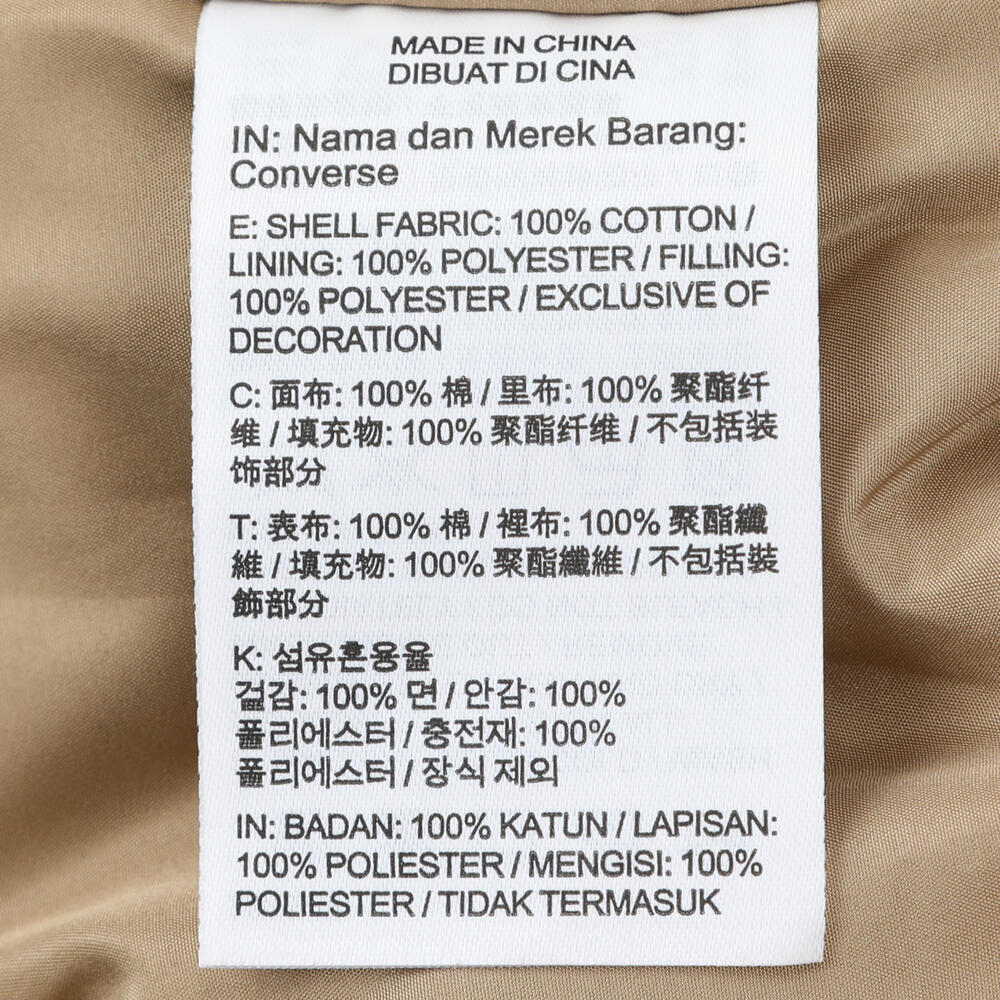 MADE IN CHINA
DIBUAT DI CINA
IN: Nama dan Merek Barang:
Converse
E: SHELL FABRIC: 100% COTTON /
LINING: 100% POLYESTER / FILLING:
100% POLYESTER / EXCLUSIVE OF
DECORATION
C: 面布: 100% 棉 / 里布: 100% 聚酯纤
维 / 填充物: 100% 聚酯纤维 / 不包括装
饰部分
T: 表布: 100% 棉 / 裡布: 100% 聚酯纖
維 / 填充物: 100% 聚酯纖維 / 不包括裝
飾部分
K: 섬유혼용율
겉감: 100% 면 / 안감: 100%
폴리에스터 / 충전재: 100%
폴리에스터 / 장식 제외
IN: BADAN: 100% KATUN / LAPISAN:
100% POLIESTER / MENGISI: 100%
POLIESTER / TIDAK TERMASUK